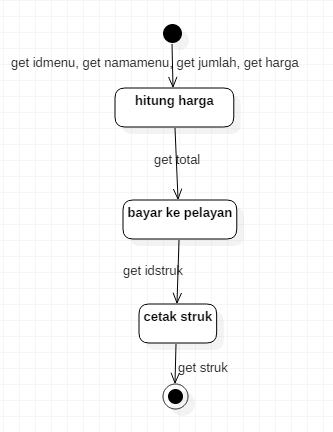 get idmenu, get namamenu, get jumlah, get harga
hitung harga
get total
bayar ke pelayan
get idstruk
cetak struk
get struk